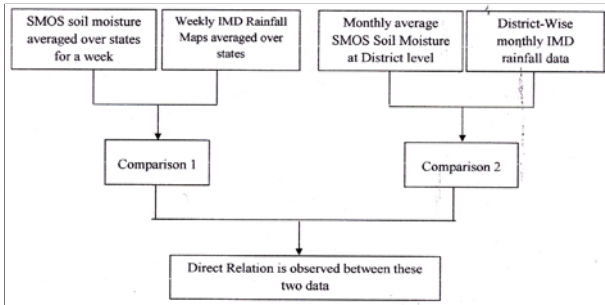 SMOS soil moisture
averaged over states
for a week
Weekly IMD Rainfall
Maps averaged over
states
Monthly average
SMOS Soil Moisture
at District level
District-Wise
monthly IMD
rainfall data
Comparison 1
Comparison 2
Direct Relation is observed between these
two data